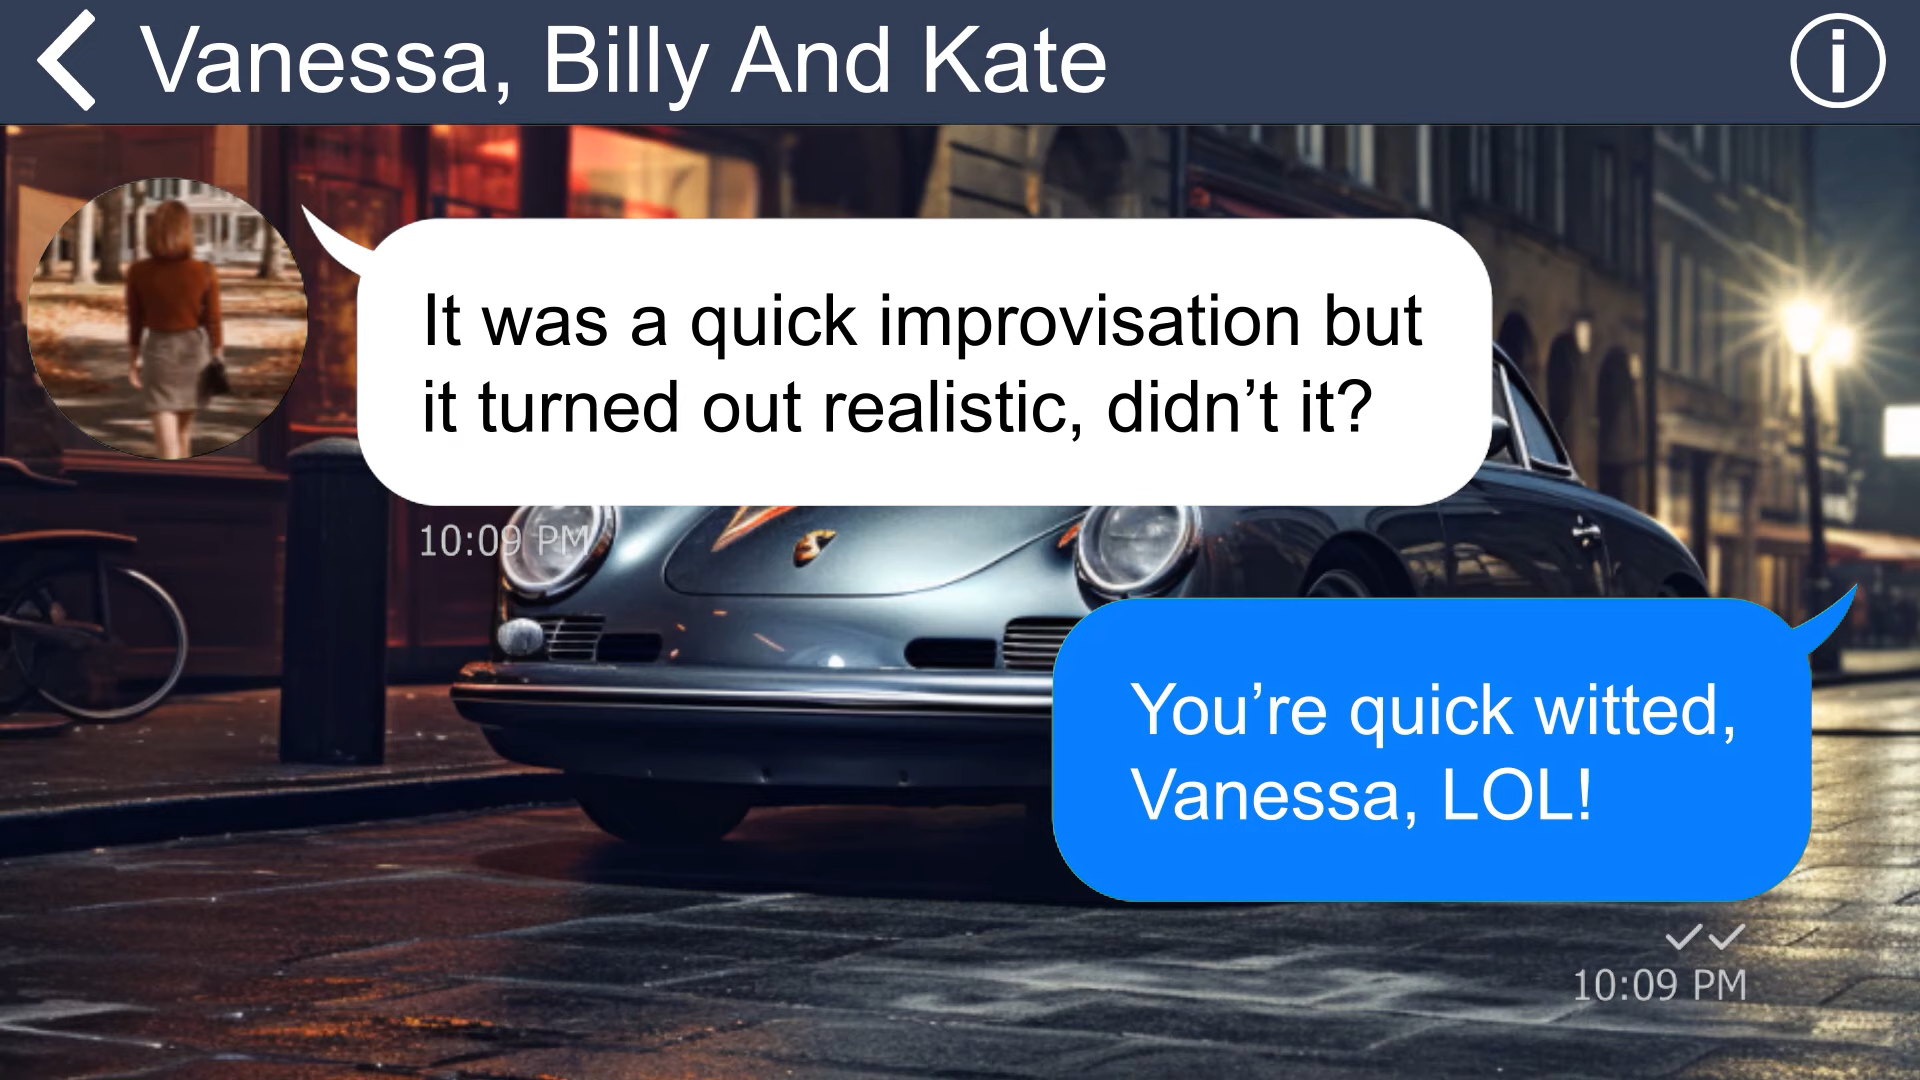 Vanessa, Billy And Kate
It was a quick improvisation but
it turned out realistic, didn’t it?
10:09 PM
You’re quick witted,
Vanessa, LOL!
10:09 PM